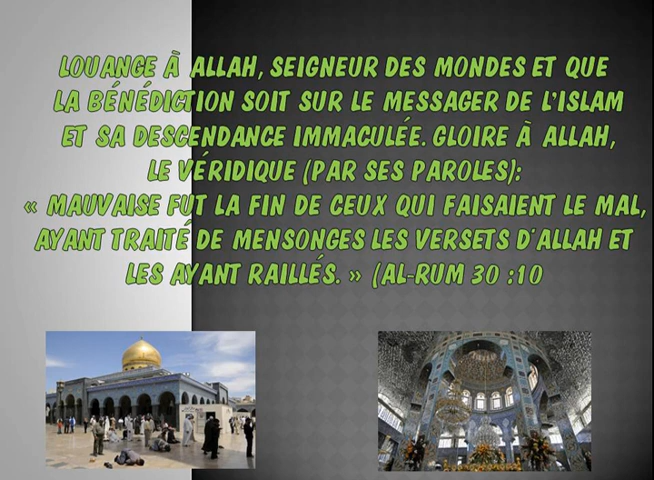 LOUANGE À ALLAH, SEIGNEUR DES MONDES ET QUE
LA BÉNÉDICTION SOIT SUR LE MESSAGER DE L'ISLAM
ET SA DESCENDANCE IMMACULÉE. GLOIRE À ALLAH,
LE VÉRIDIQUE (PAR SES PAROLES):
« MAUVAISE FUT LA FIN DE CEUX QUI FAISAIENT LE MAL,
AYANT TRAITÉ DE MENSONGES LES VERSETS D'ALLAH ET
LES AYANT RAILLÉS. » (AL-RUM 30 :10